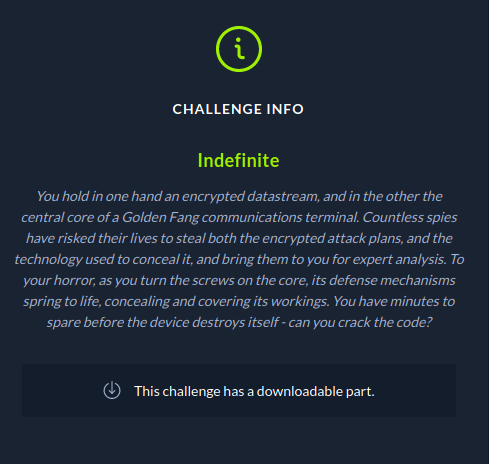 CHALLENGE INFO
Indefinite
You hold in one hand an encrypted datastream, and in the other the
central core of a Golden Fang communications terminal. Countless spies
have risked their lives to steal both the encrypted attack plans, and the
technology used to conceal it, and bring them to you for expert analysis. To
your horror, as you turn the screws on the core, its defense mechanisms
spring to life, concealing and covering its workings. You have minutes to
spare before the device destroys itself - can you crack the code?
This challenge has a downloadable part.